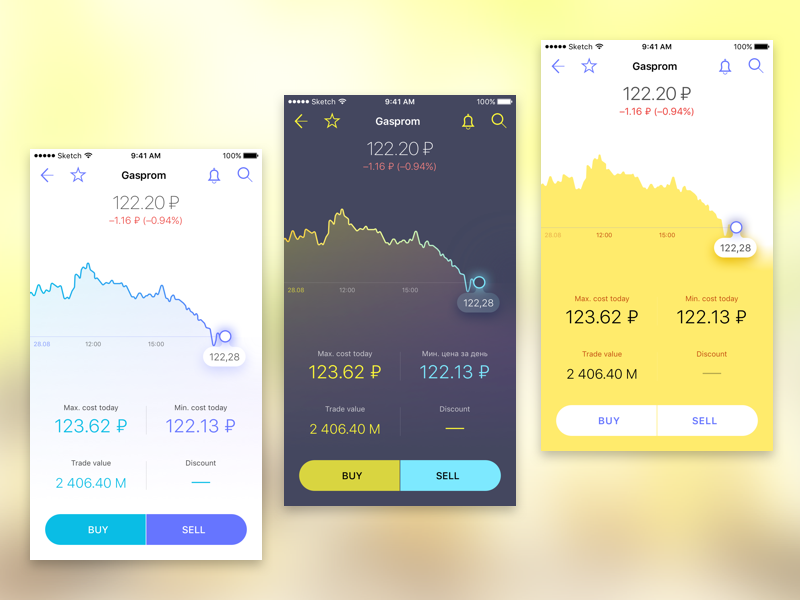 Sketch 9:41 AM 100%
Gasprom
122.20 ₽
–1.16 ₽ (–0.94%)
28.08 12:00 15:00
122,28
Max. cost today Min. cost today
123.62 ₽ 122.13 ₽
Trade value Discount
2 406.40 M —
BUY SELL
Sketch 9:41 AM 100%
Gasprom
122.20 ₽
–1.16 ₽ (–0.94%)
28.08 12:00 15:00
122,28
Max. cost today Мин. цена за день
123.62 ₽ 122.13 ₽
Trade value Discount
2 406.40 M —
BUY SELL
Sketch 9:41 AM 100%
Gasprom
122.20 ₽
–1.16 ₽ (–0.94%)
28.08 12:00 15:00
122,28
Max. cost today Min. cost today
123.62 ₽ 122.13 ₽
Trade value Discount
2 406.40 M —
BUY SELL